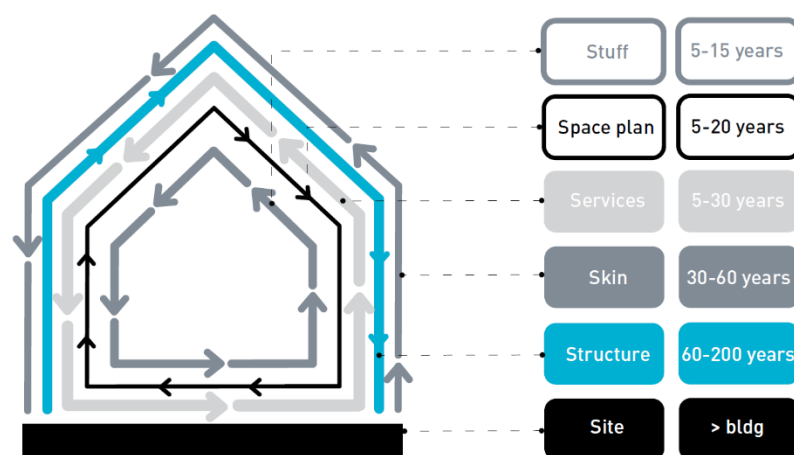 Stuff 5-15 years
Space plan 5-20 years
Services 5-30 years
Skin 30-60 years
Structure 60-200 years
Site > bldg